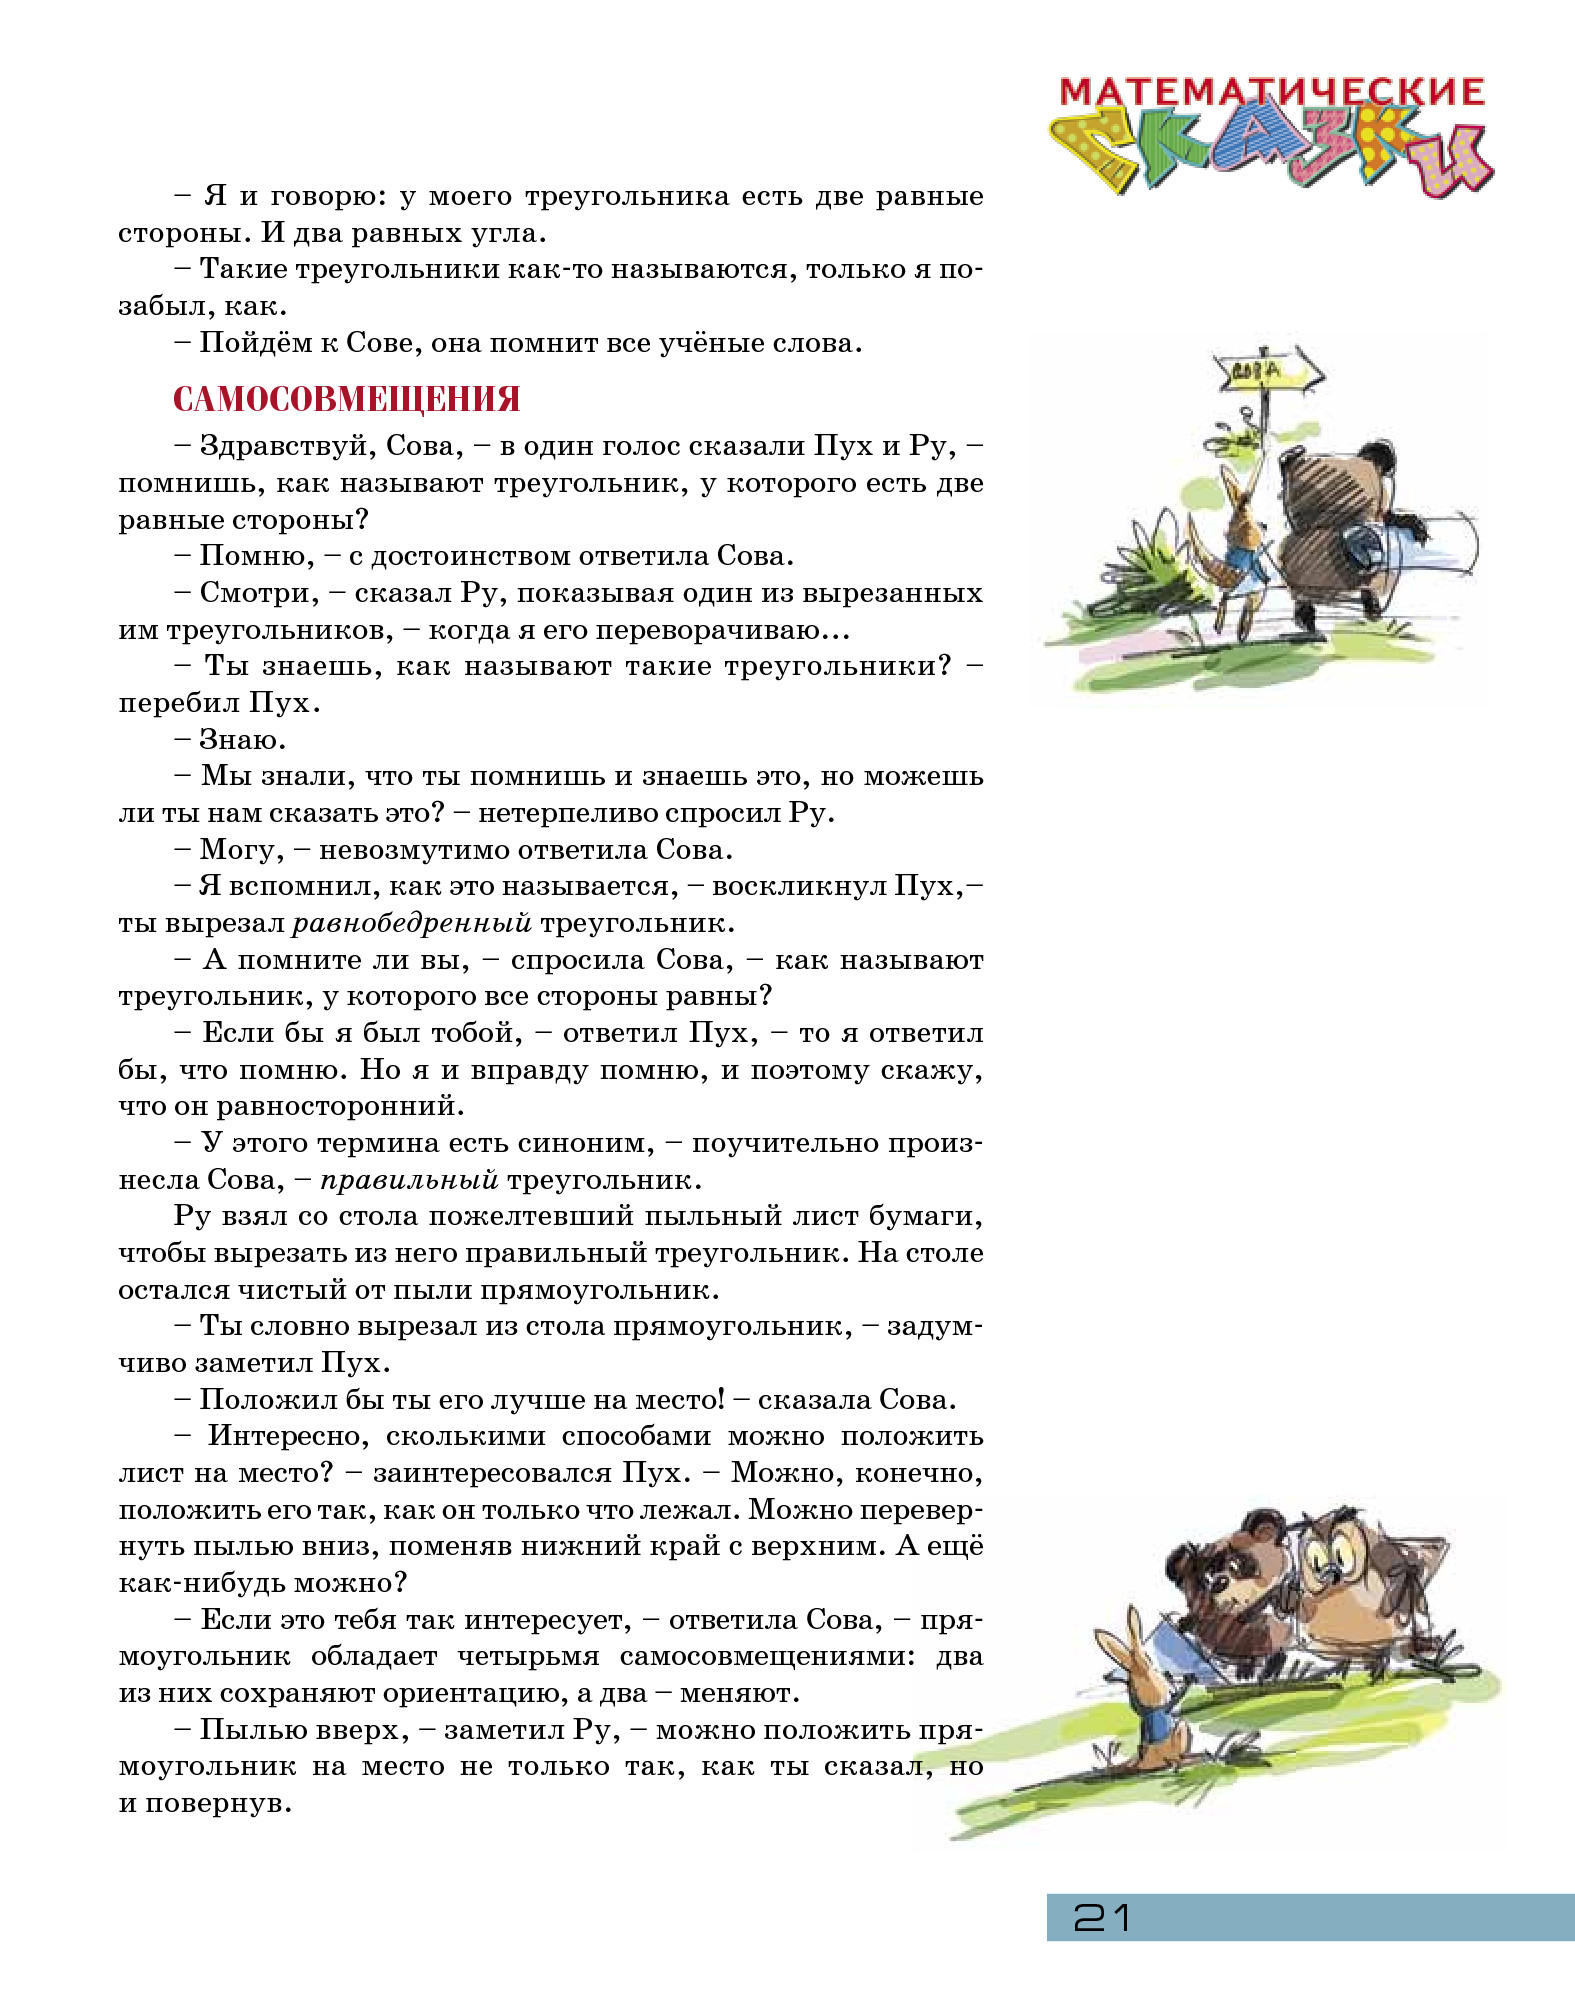 МАТЕМАТИЧЕСКИЕ
СКАЗКИ
– Я и говорю: у моего треугольника есть две равные
стороны. И два равных угла.
– Такие треугольники как-то называются, только я по-
забыл, как.
– Пойдём к Сове, она помнит все учёные слова.
САМОСОВМЕЩЕНИЯ
– Здравствуй, Сова, – в один голос сказали Пух и Ру, –
помнишь, как называют треугольник, у которого есть две
равные стороны?
– Помню, – с достоинством ответила Сова.
– Смотри, – сказал Ру, показывая один из вырезанных
им треугольников, – когда я его переворачиваю...
– Ты знаешь, как называют такие треугольники? –
перебил Пух.
– Знаю.
– Мы знали, что ты помнишь и знаешь это, но можешь
ли ты нам сказать это? – нетерпеливо спросил Ру.
– Могу, – невозмутимо ответила Сова.
– Я вспомнил, как это называется, – воскликнул Пух,–
ты вырезал равнобедренный треугольник.
– А помните ли вы, – спросила Сова, – как называют
треугольник, у которого все стороны равны?
– Если бы я был тобой, – ответил Пух, – то я ответил
бы, что помню. Но я и вправду помню, и поэтому скажу,
что он равносторонний.
– У этого термина есть синоним, – поучительно произ-
несла Сова, – правильный треугольник.
Ру взял со стола пожелтевший пыльный лист бумаги,
чтобы вырезать из него правильный треугольник. На столе
остался чистый от пыли прямоугольник.
– Ты словно вырезал из стола прямоугольник, – задум-
чиво заметил Пух.
– Положил бы ты его лучше на место! – сказала Сова.
– Интересно, сколькими способами можно положить
лист на место? – заинтересовался Пух. – Можно, конечно,
положить его так, как он только что лежал. Можно перевер-
нуть пылью вниз, поменяв нижний край с верхним. А ещё
как-нибудь можно?
– Если это тебя так интересует, – ответила Сова, – пря-
моугольник обладает четырьмя самосовмещениями: два
из них сохраняют ориентацию, а два – меняют.
– Пылью вверх, – заметил Ру, – можно положить пря-
моугольник на место не только так, как ты сказал, но
и повернув.
СОВА
21